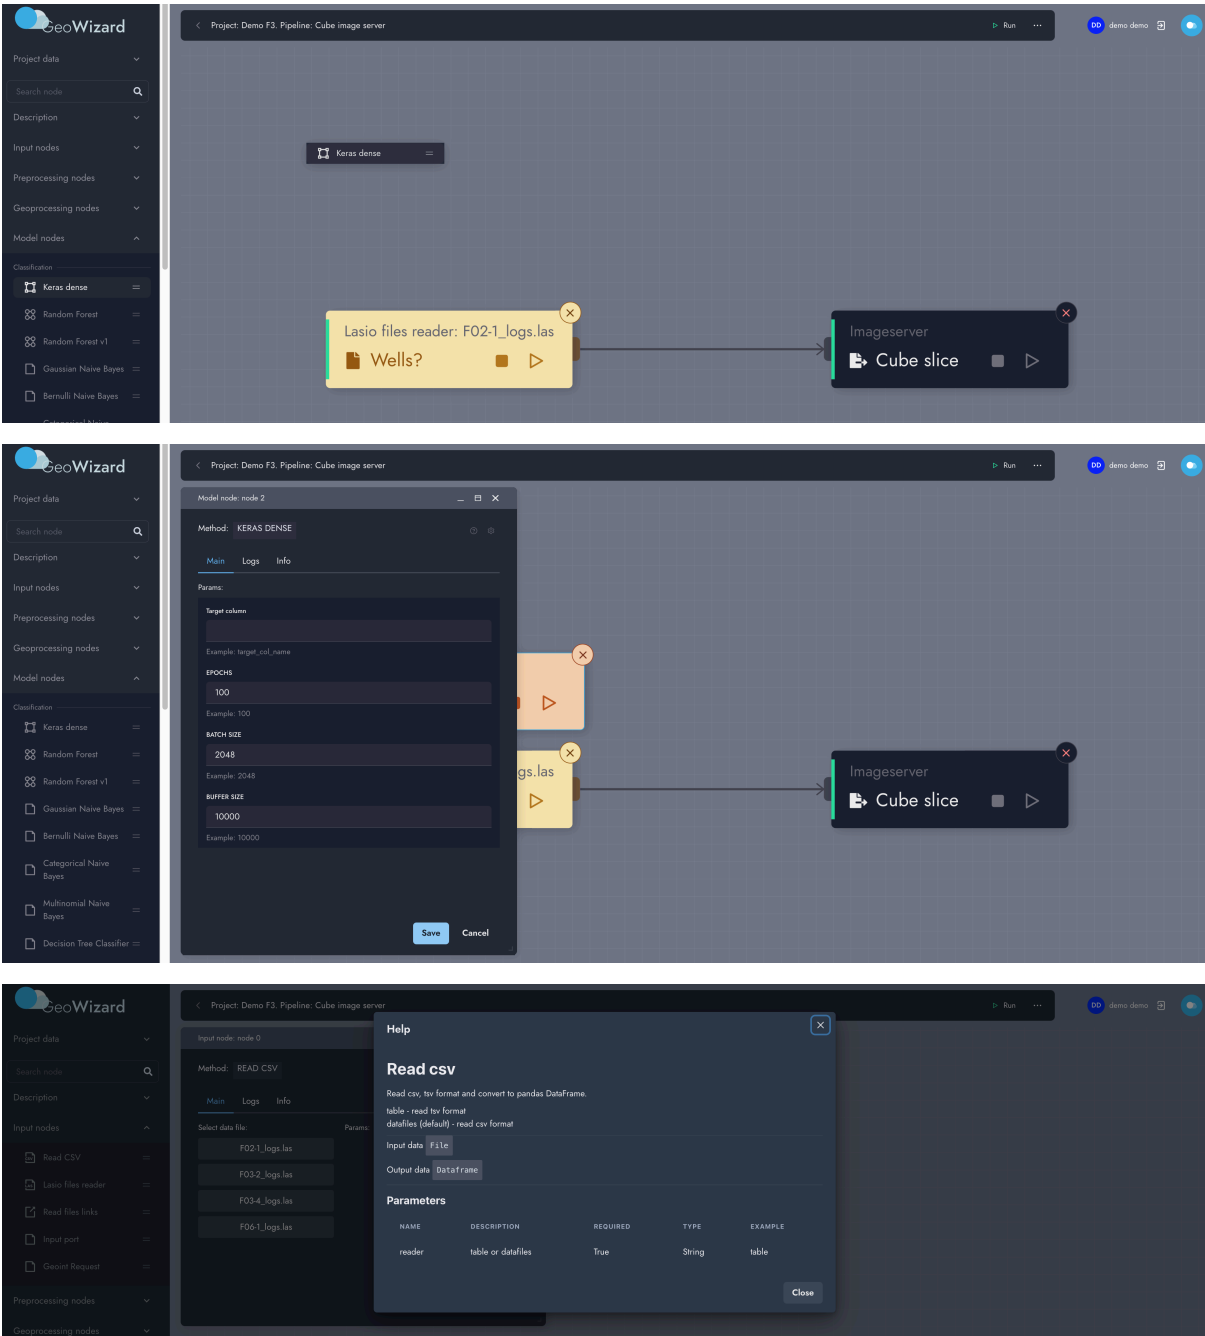 GeoWizard
Project: Demo F3. Pipeline: Cube image server
Run
DD demo demo
Project data
Search node
Description
Input nodes
Preprocessing nodes
Geoprocessing nodes
Model nodes
Classification
Keras dense
Random Forest
Random Forest v1
Gaussian Naive Bayes
Bernulli Naive Bayes
Categorical Naive
Keras dense
Lasio files reader: F02-1_logs.las
Wells?
Imageserver
Cube slice
GeoWizard
Project: Demo F3. Pipeline: Cube image server
Run
DD demo demo
Project data
Search node
Description
Input nodes
Preprocessing nodes
Geoprocessing nodes
Model nodes
Classification
Keras dense
Random Forest
Random Forest v1
Gaussian Naive Bayes
Bernulli Naive Bayes
Categorical Naive
Bayes
Multinomial Naive
Bayes
Decision Tree Classifier
Model node: node 2
Method: KERAS DENSE
Main Logs Info
Params:
Target column
Example: target_col_name
EPOCHS
100
Example: 100
BATCH SIZE
2048
Example: 2048
BUFFER SIZE
10000
Example: 10000
Save Cancel
gs.las
Imageserver
Cube slice
GeoWizard
Project: Demo F3. Pipeline: Cube image server
Run
DD demo demo
Project data
Search node
Description
Input nodes
Read CSV
Lasio files reader
Read files links
Input port
Geoint Request
Preprocessing nodes
Geoprocessing nodes
Input node: node 0
Method: READ CSV
Main Logs Info
Select data file:
Params:
F02-1_logs.las
F03-2_logs.las
F03-4_logs.las
F06-1_logs.las
Help
Read csv
Read csv, tsv format and convert to pandas DataFrame.
table - read tsv format
datafiles (default) - read csv format
Input data File
Output data Dataframe
Parameters
NAME DESCRIPTION REQUIRED TYPE EXAMPLE
reader table or datafiles True String table
Close